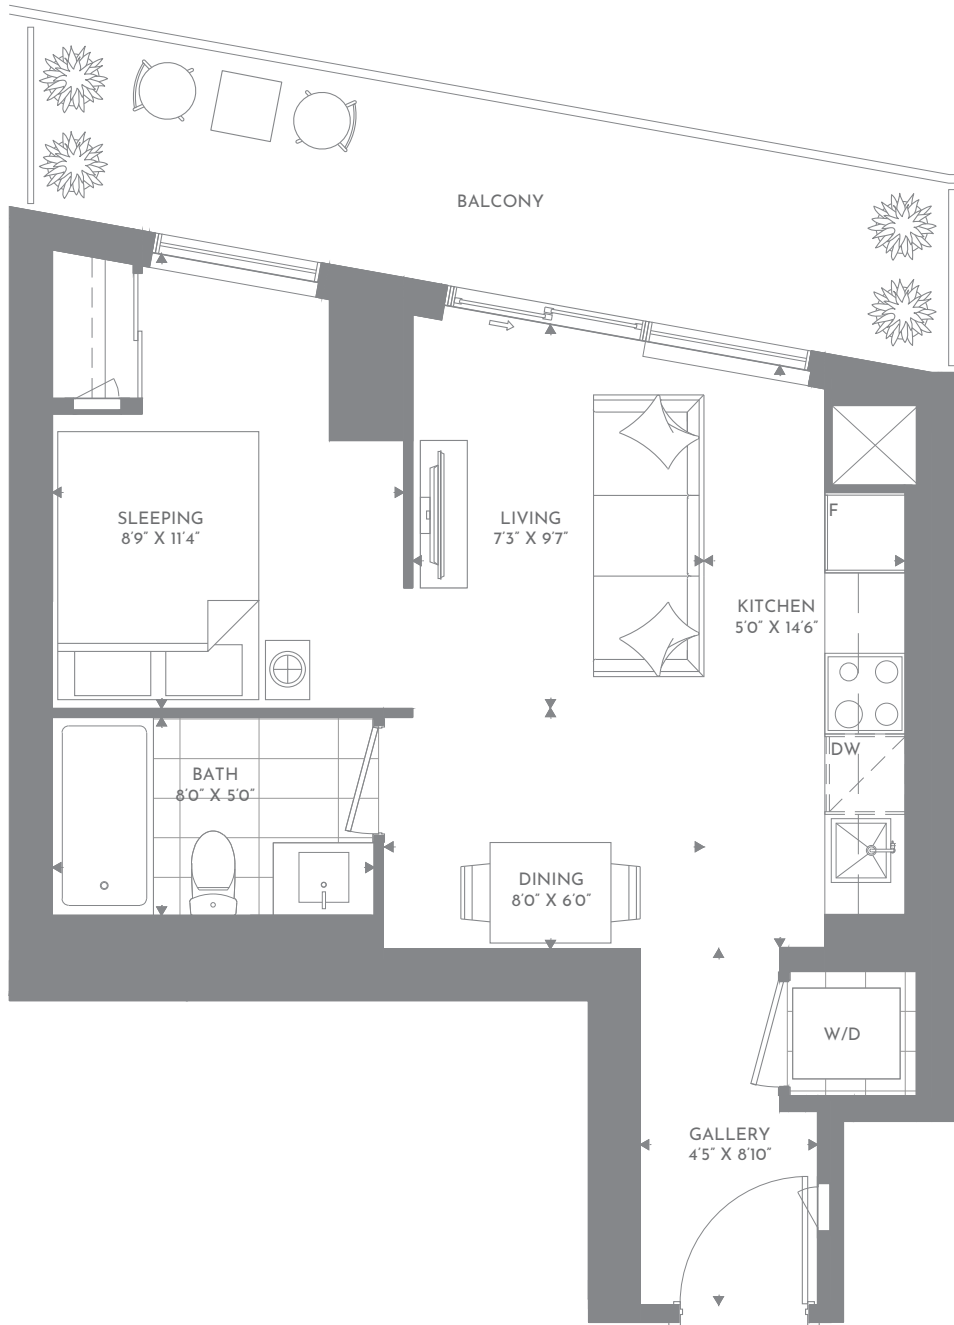 BALCONY
SLEEPING
8'9" X 11'4"
LIVING
7'3" X 9'7"
F
KITCHEN
5'0" X 14'6"
DW
BATH
8'0" X 5'0"
DINING
8'0" X 6'0"
W/D
GALLERY
4'5" X 8'10"